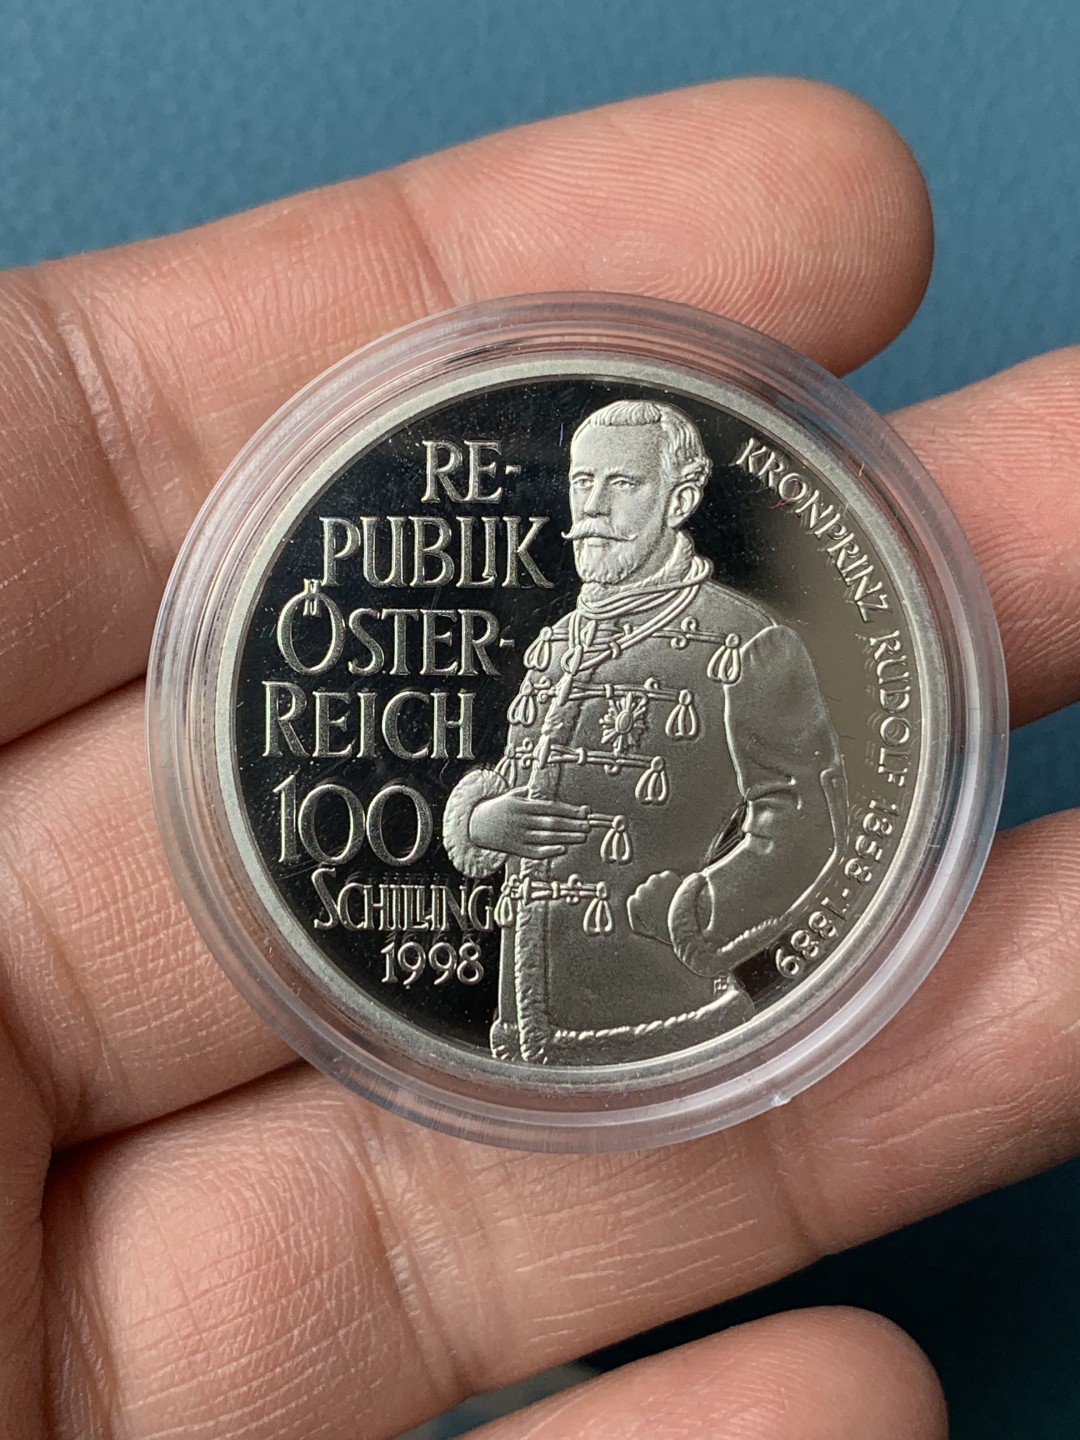 RE-
PUBLIK
ÖSTER-
REICH
100
SCHILLING
1998
KRONPRINZ RUDOLF 1858-1889